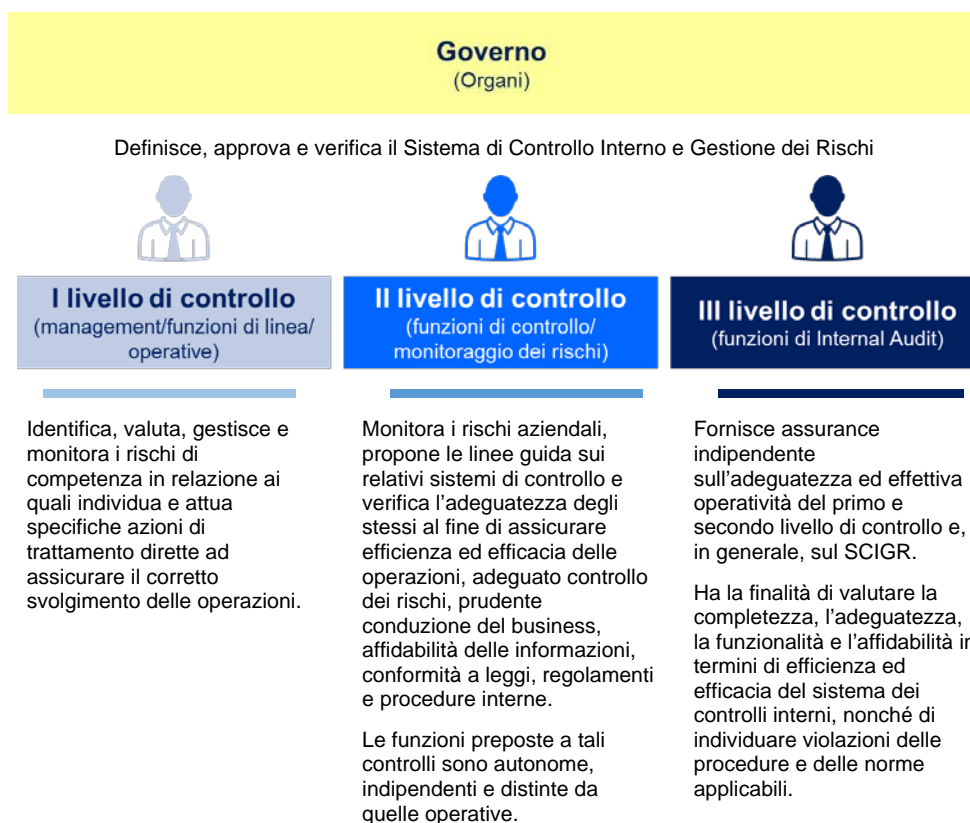 Governo
(Organi)
Definisce, approva e verifica il Sistema di Controllo Interno e Gestione dei Rischi
I livello di controllo
(management/funzioni di linea/
operative)
II livello di controllo
(funzioni di controllo/
monitoraggio dei rischi)
III livello di controllo
(funzioni di Internal Audit)
Identifica, valuta, gestisce e
monitora i rischi di
competenza in relazione ai
quali individua e attua
specifiche azioni di
trattamento dirette ad
assicurare il corretto
svolgimento delle operazioni.
Monitora i rischi aziendali,
propone le linee guida sui
relativi sistemi di controllo e
verifica l’adeguatezza degli
stessi al fine di assicurare
efficienza ed efficacia delle
operazioni, adeguato controllo
dei rischi, prudente
conduzione del business,
affidabilità delle informazioni,
conformità a leggi, regolamenti
e procedure interne.
Le funzioni preposte a tali
controlli sono autonome,
indipendenti e distinte da
quelle operative.
Fornisce assurance
indipendente
sull’adeguatezza ed effettiva
operatività del primo e
secondo livello di controllo e,
in generale, sul SCIGR.
Ha la finalità di valutare la
completezza, l’adeguatezza,
la funzionalità e l’affidabilità in
termini di efficienza ed
efficacia del sistema dei
controlli interni, nonché di
individuare violazioni delle
procedure e delle norme
applicabili.